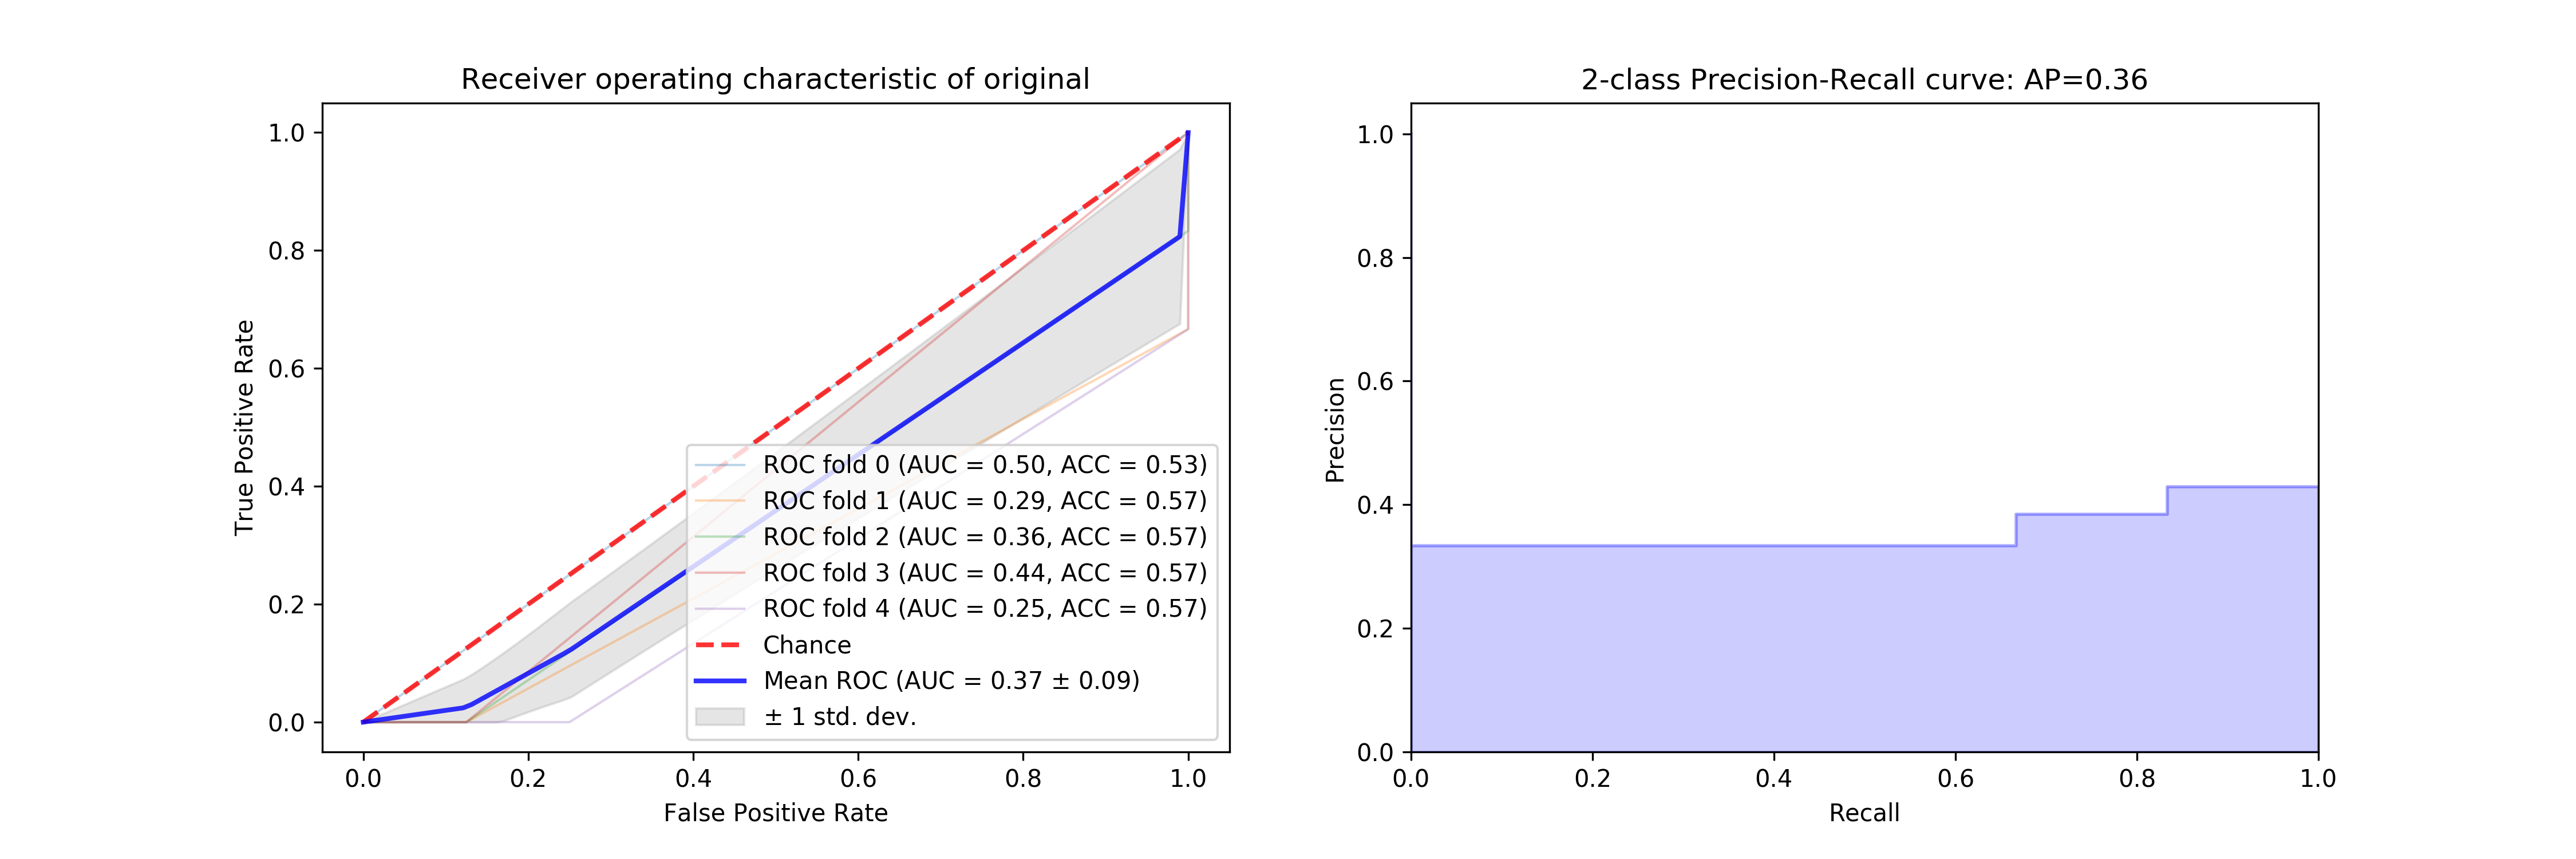 Receiver operating characteristic of original
True Positive Rate
1.0
0.8
0.6
0.4
0.2
0.0
0.0 0.2 0.4 0.6 0.8 1.0
False Positive Rate
ROC fold 0 (AUC = 0.50, ACC = 0.53)
ROC fold 1 (AUC = 0.29, ACC = 0.57)
ROC fold 2 (AUC = 0.36, ACC = 0.57)
ROC fold 3 (AUC = 0.44, ACC = 0.57)
ROC fold 4 (AUC = 0.25, ACC = 0.57)
Chance
Mean ROC (AUC = 0.37 ± 0.09)
± 1 std. dev.
2-class Precision-Recall curve: AP=0.36
Precision
1.0
0.8
0.6
0.4
0.2
0.0
0.0 0.2 0.4 0.6 0.8 1.0
Recall